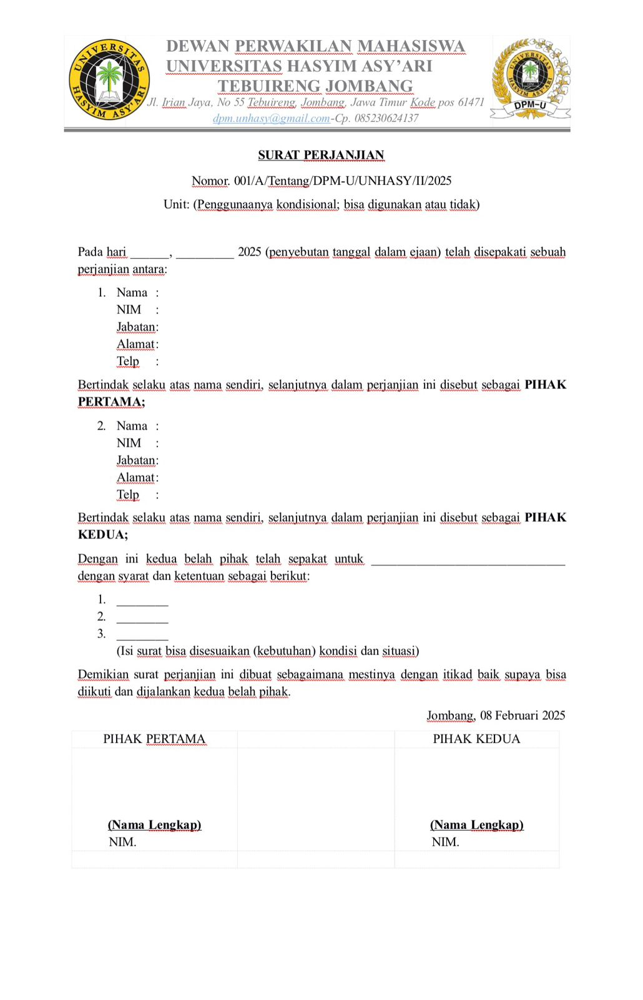 UNIVERSITAS
HASYIM ASY'ARI
DEWAN PERWAKILAN MAHASISWA
UNIVERSITAS HASYIM ASY'ARI
TEBUIRENG JOMBANG
Jl. Irian Jaya, No 55 Tebuireng, Jombang, Jawa Timur Kode pos 61471
dpm.unhasy@gmail.com-Cp. 085230624137
UNIVERSITAS
HASYIM ASY'ARI
DPM-U
SURAT PERJANJIAN
Nomor. 001/A/Tentang/DPM-U/UNHASY/II/2025
Unit: (Penggunaanya kondisional; bisa digunakan atau tidak)
Pada hari ______, _________ 2025 (penyebutan tanggal dalam ejaan) telah disepakati sebuah
perjanjian antara:
1. Nama :
NIM :
Jabatan:
Alamat:
Telp :
Bertindak selaku atas nama sendiri, selanjutnya dalam perjanjian ini disebut sebagai PIHAK
PERTAMA;
2. Nama :
NIM :
Jabatan:
Alamat:
Telp :
Bertindak selaku atas nama sendiri, selanjutnya dalam perjanjian ini disebut sebagai PIHAK
KEDUA;
Dengan ini kedua belah pihak telah sepakat untuk ______________________________
dengan syarat dan ketentuan sebagai berikut:
1. ________
2. ________
3. ________
(Isi surat bisa disesuaikan (kebutuhan) kondisi dan situasi)
Demikian surat perjanjian ini dibuat sebagaimana mestinya dengan itikad baik supaya bisa
diikuti dan dijalankan kedua belah pihak.
Jombang, 08 Februari 2025
PIHAK PERTAMA PIHAK KEDUA
(Nama Lengkap) (Nama Lengkap)
NIM. NIM.